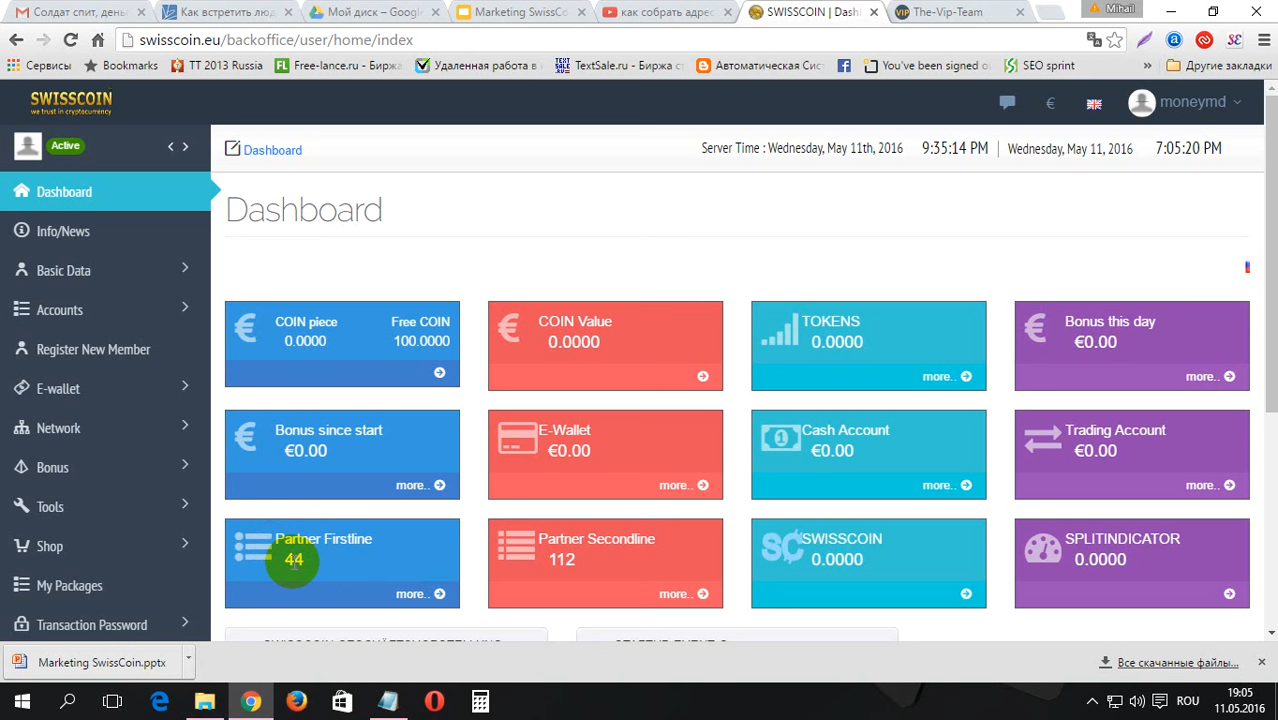 Солдат спит, день
Как встретить люд
Мой диск – Google
Marketing SwissCo
как собрать адрес
SWISSCOIN | Dash
The-Vip-Team
Mihail
swisscoin.eu/backoffice/user/home/index
Сервисы
Bookmarks
TT 2013 Russia
Free-lance.ru - Биржа
Удаленная работа в
TextSale.ru - Биржа ст
Автоматическая Сис
You've been signed o
SEO sprint
»
Другие закладки
SWISSCOIN
we trust in cryptocurrency
€
moneymd
Active
Dashboard
Server Time : Wednesday, May 11th, 2016
9:35:14 PM
Wednesday, May 11, 2016
7:05:20 PM
Dashboard
Info/News
Basic Data
Accounts
Register New Member
E-wallet
Network
Bonus
Tools
Shop
My Packages
Transaction Password
Dashboard
COIN piece
0.0000
Free COIN
100.0000
COIN Value
0.0000
TOKENS
0.0000
more..
Bonus this day
€0.00
more..
Bonus since start
€0.00
more..
E-Wallet
€0.00
more..
Cash Account
€0.00
more..
Trading Account
€0.00
more..
Partner Firstline
44
more..
Partner Secondline
112
more..
SWISSCOIN
0.0000
SPLITINDICATOR
0.0000
Marketing SwissCoin.pptx
Все скачанные файлы...
ROU
19:05
11.05.2016